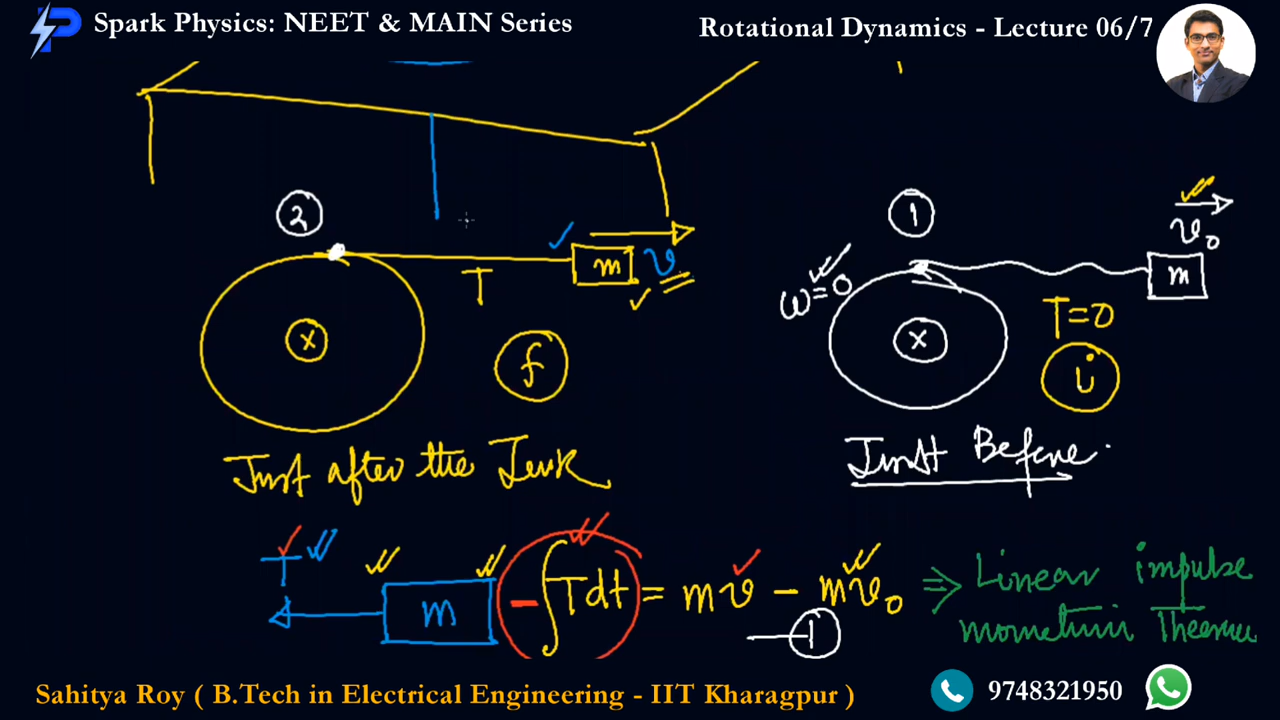 Spark Physics: NEET & MAIN Series
Rotational Dynamics - Lecture 06/7
2
m
v
T
x
f
Just after the Jerk
1
v₀
ω=0
m
T=0
x
i
Just Before.
T
m
-∫Tdt = mv - mv₀
1
⇒ Linear impulse
momentum Theorem
Sahitya Roy ( B.Tech in Electrical Engineering - IIT Kharagpur )
9748321950